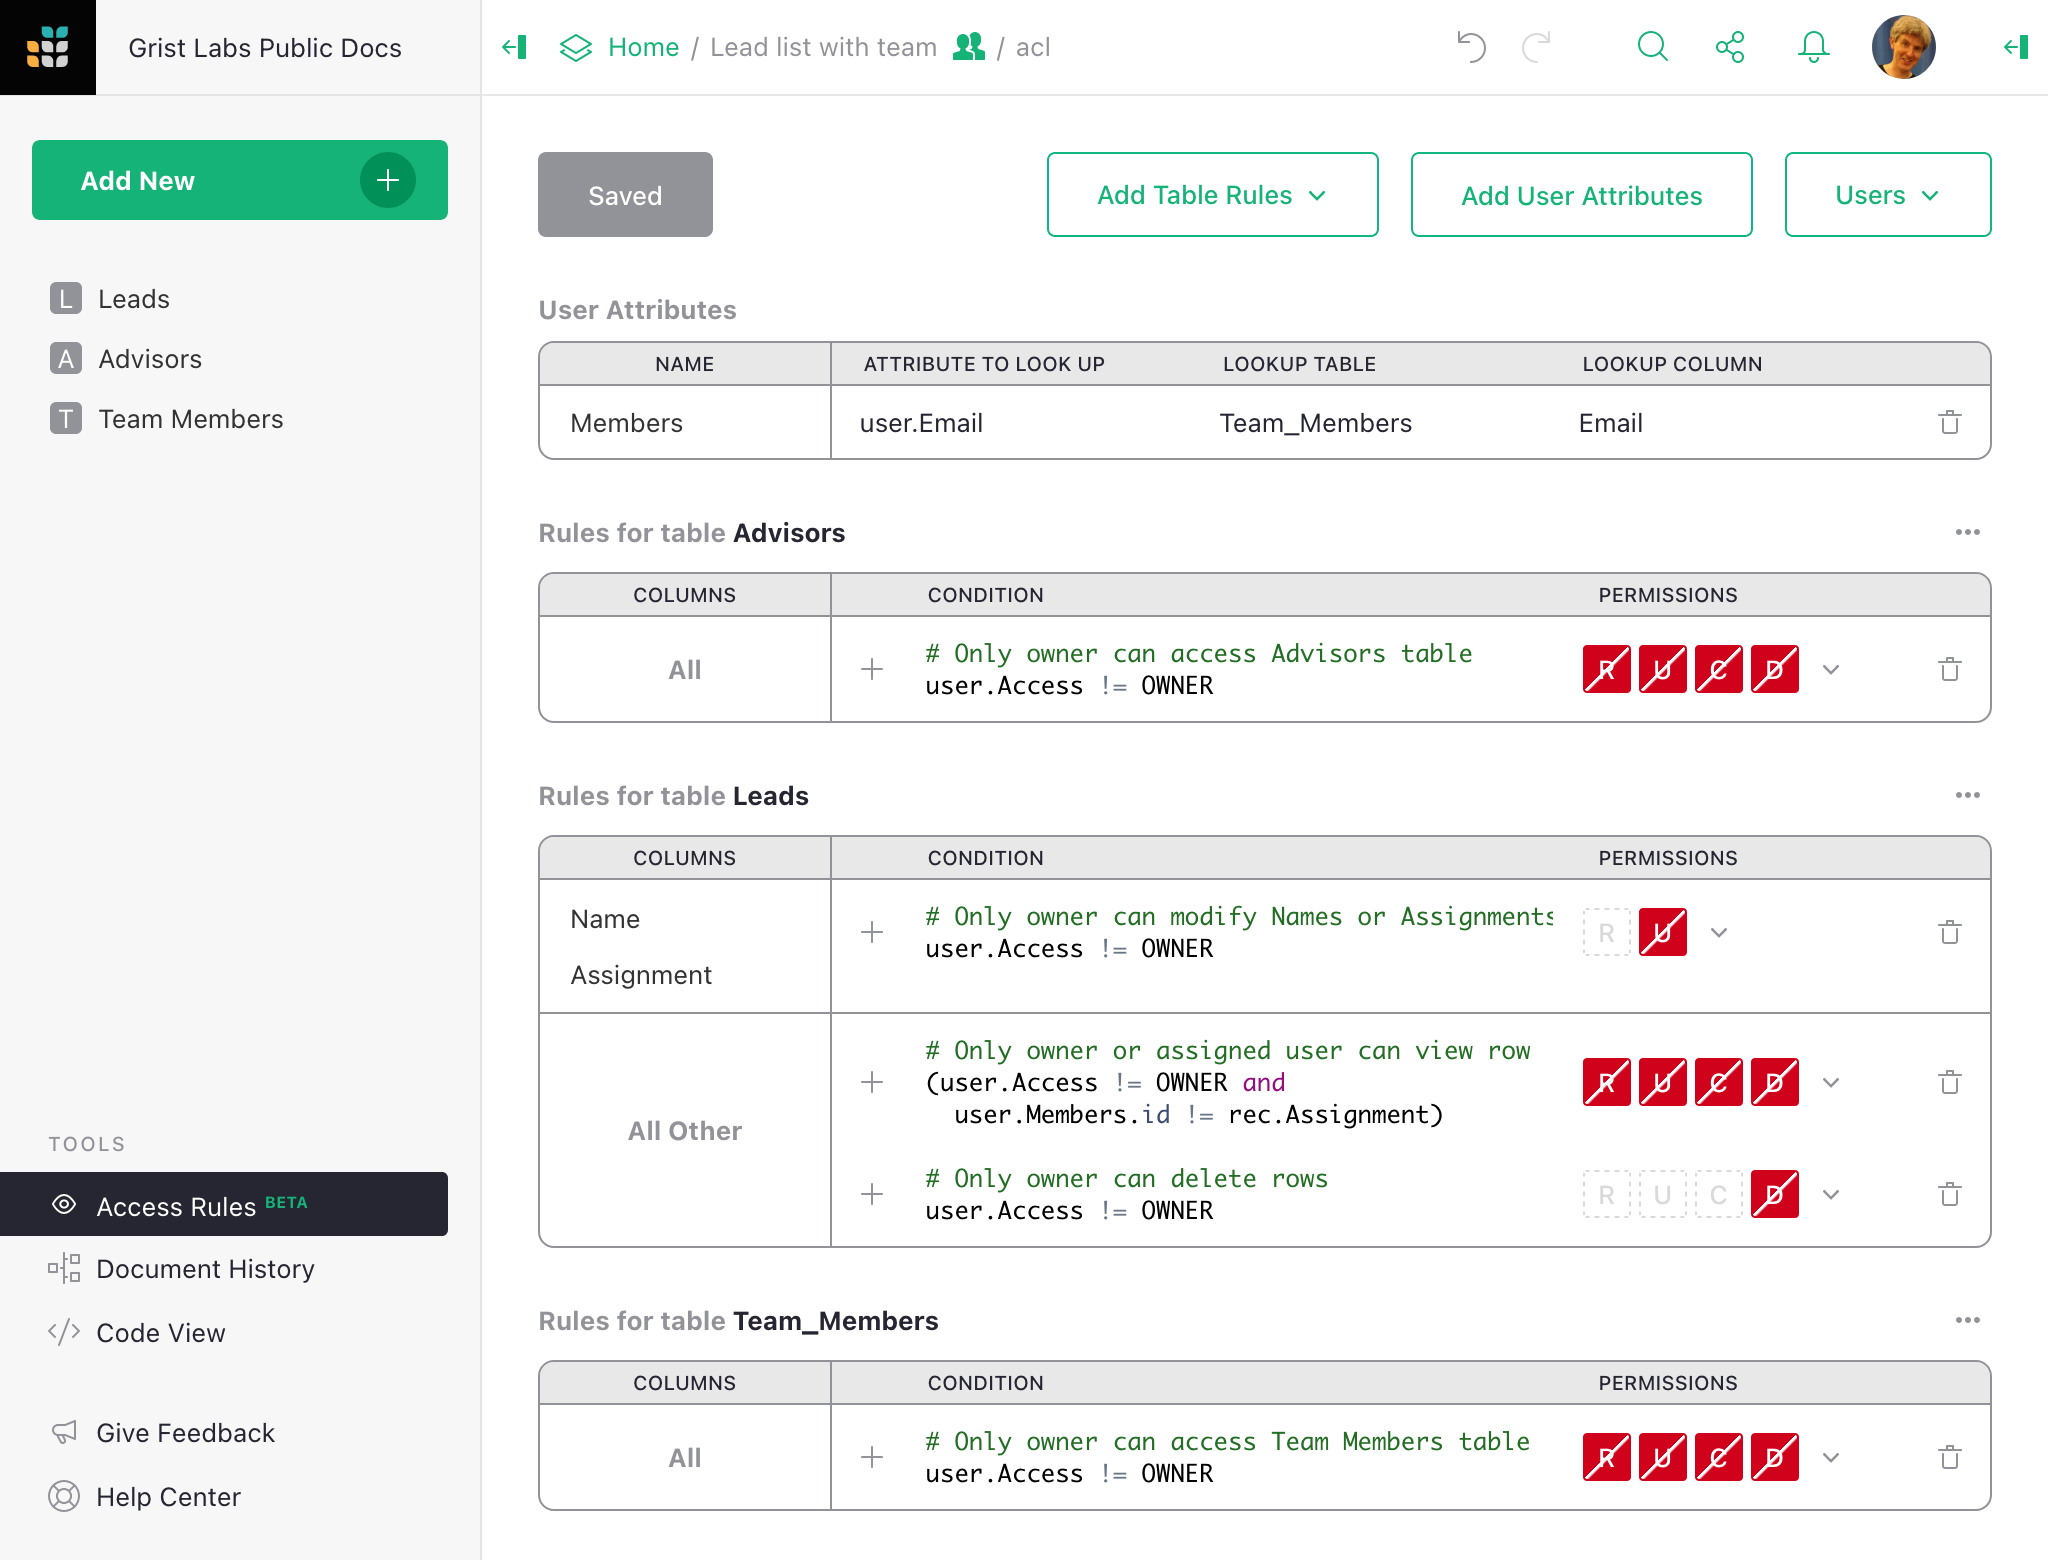 Grist Labs Public Docs
Home / Lead list with team / acl
Add New
L Leads
A Advisors
T Team Members
TOOLS
Access Rules BETA
Document History
Code View
Give Feedback
Help Center
Saved
Add Table Rules
Add User Attributes
Users
User Attributes
NAME ATTRIBUTE TO LOOK UP LOOKUP TABLE LOOKUP COLUMN
Members user.Email Team_Members Email
Rules for table Advisors
COLUMNS CONDITION PERMISSIONS
All
# Only owner can access Advisors table
user.Access != OWNER
R U C D
Rules for table Leads
COLUMNS CONDITION PERMISSIONS
Name
Assignment
# Only owner can modify Names or Assignments
user.Access != OWNER
R U
All Other
# Only owner or assigned user can view row
(user.Access != OWNER and
user.Members.id != rec.Assignment)
R U C D
# Only owner can delete rows
user.Access != OWNER
R U C D
Rules for table Team_Members
COLUMNS CONDITION PERMISSIONS
All
# Only owner can access Team Members table
user.Access != OWNER
R U C D